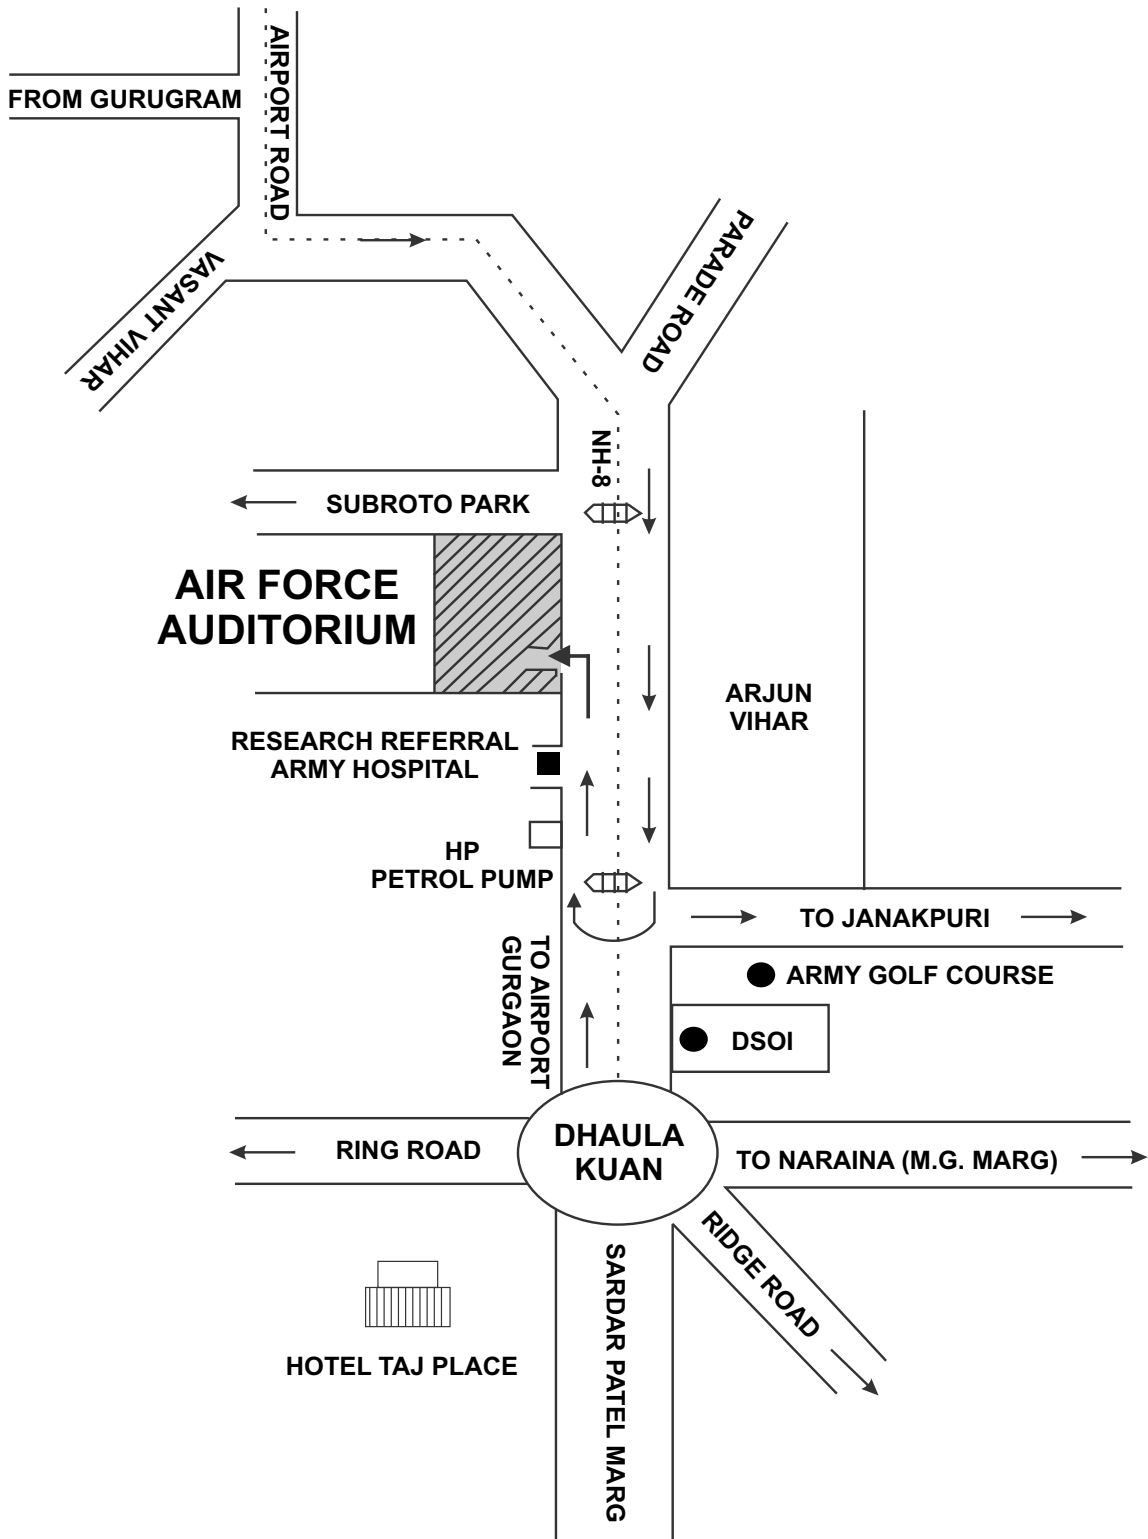 AIRPORT ROAD
FROM GURUGRAM
VASANT VIHAR
PARADE ROAD
NH-8
SUBROTO PARK
AIR FORCE
AUDITORIUM
ARJUN
VIHAR
RESEARCH REFERRAL
ARMY HOSPITAL
HP
PETROL PUMP
TO JANAKPURI
TO AIRPORT
GURGAON
ARMY GOLF COURSE
DSOI
DHAULA
KUAN
RING ROAD
TO NARAINA (M.G. MARG)
RIDGE ROAD
SARDAR PATEL MARG
HOTEL TAJ PLACE